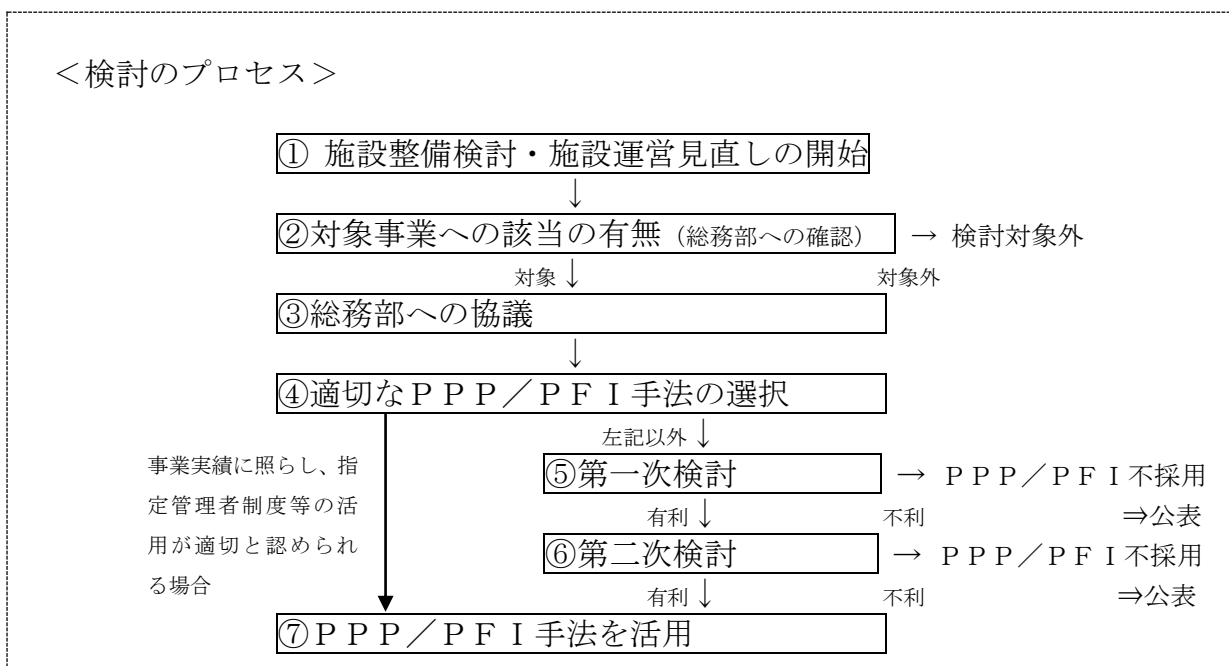 ＜検討のプロセス＞
① 施設整備検討・施設運営見直しの開始
↓
②対象事業への該当の有無（総務部への確認） → 検討対象外
対象 ↓ 対象外
③総務部への協議
↓
④適切なＰＰＰ／ＰＦＩ手法の選択
左記以外 ↓
事業実績に照らし、指
定管理者制度等の活
用が適切と認められ
る場合
⑤第一次検討 → ＰＰＰ／ＰＦＩ不採用
有利 ↓ 不利 ⇒公表
⑥第二次検討 → ＰＰＰ／ＰＦＩ不採用
有利 ↓ 不利 ⇒公表
⑦ＰＰＰ／ＰＦＩ手法を活用